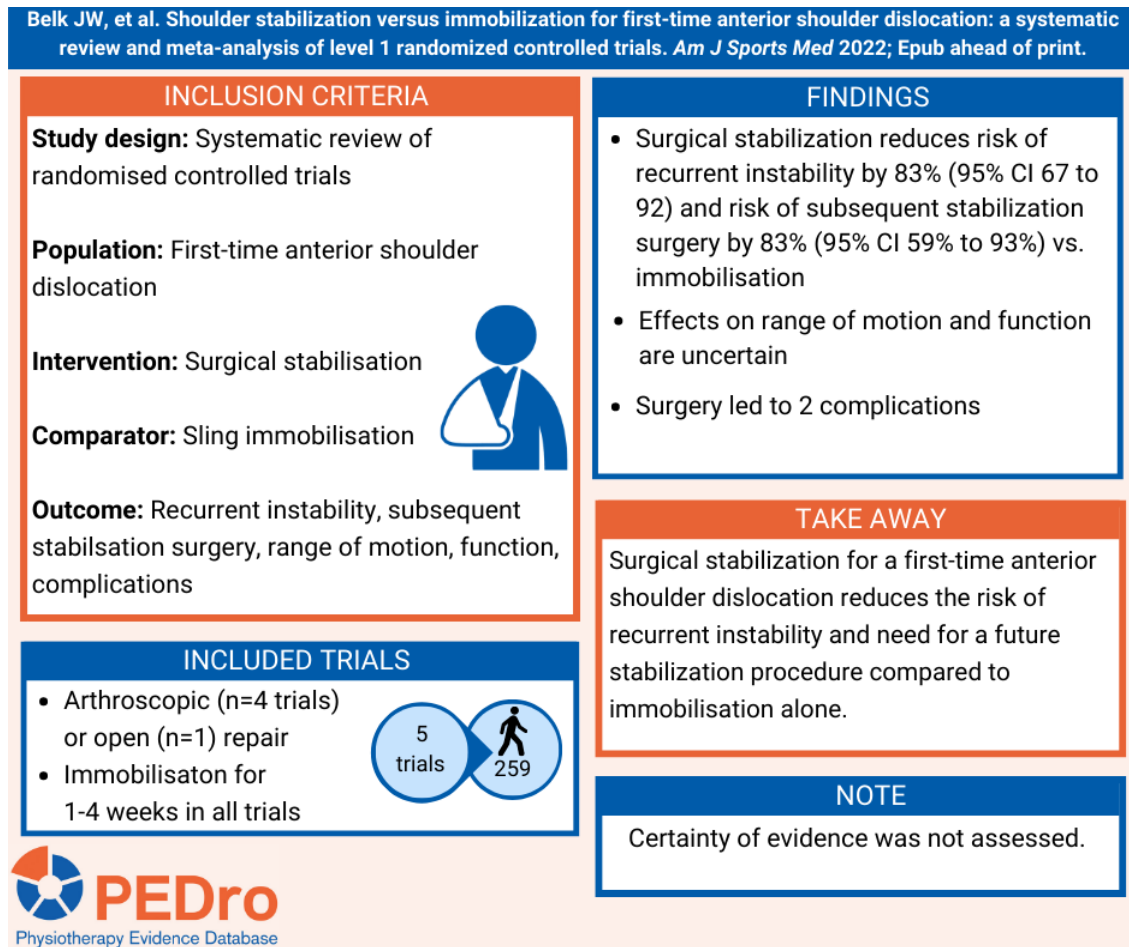 Belk JW, et al. Shoulder stabilization versus immobilization for first-time anterior shoulder dislocation: a systematic
review and meta-analysis of level 1 randomized controlled trials. Am J Sports Med 2022; Epub ahead of print.
INCLUSION CRITERIA
Study design: Systematic review of
randomised controlled trials
Population: First-time anterior shoulder
dislocation
Intervention: Surgical stabilisation
Comparator: Sling immobilisation
Outcome: Recurrent instability, subsequent
stabilsation surgery, range of motion, function,
complications
INCLUDED TRIALS
• Arthroscopic (n=4 trials)
or open (n=1) repair
• Immobilisaton for
1-4 weeks in all trials
5
trials
259
FINDINGS
• Surgical stabilization reduces risk of
recurrent instability by 83% (95% CI 67 to
92) and risk of subsequent stabilization
surgery by 83% (95% CI 59% to 93%) vs.
immobilisation
• Effects on range of motion and function
are uncertain
• Surgery led to 2 complications
TAKE AWAY
Surgical stabilization for a first-time anterior
shoulder dislocation reduces the risk of
recurrent instability and need for a future
stabilization procedure compared to
immobilisation alone.
NOTE
Certainty of evidence was not assessed.
PEDro
Physiotherapy Evidence Database